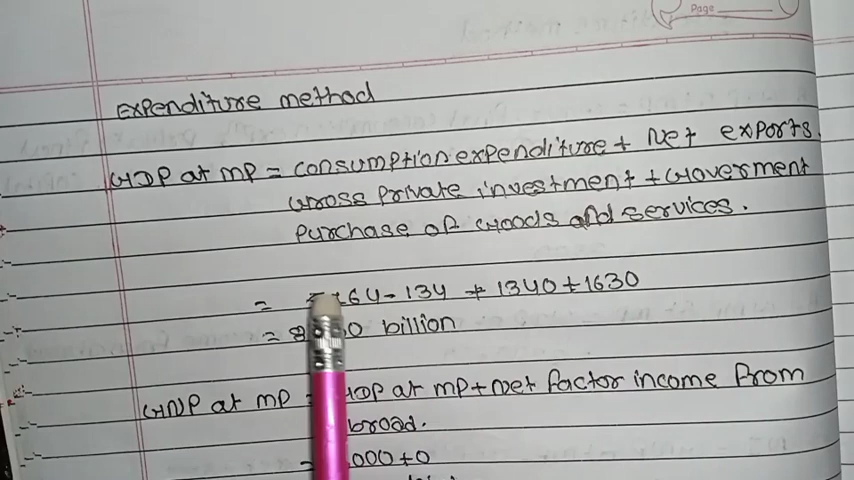 Page
Expenditure method
GDP at mp = consumption expenditure + Net exports
Gross private investment + Goverment
purchase of Goods and services.
164 - 134 + 1340 + 1630
= billion
GNP at mp = GDP at mp + Net factor income from
broad.
= 000 + 0